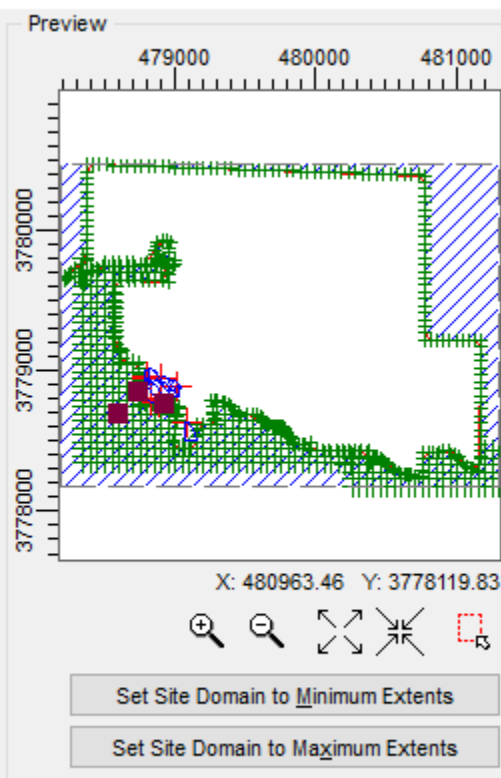 Preview
479000 480000 481000
3780000
3779000
3778000
X: 480963.46 Y: 3778119.83
Set Site Domain to Minimum Extents
Set Site Domain to Maximum Extents